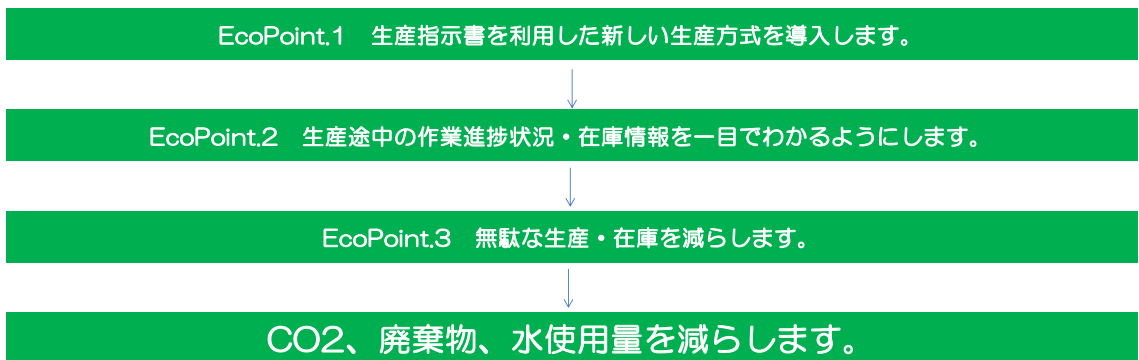 EcoPoint.1　生産指示書を利用した新しい生産方式を導入します。
EcoPoint.2　生産途中の作業進捗状況・在庫情報を一目でわかるようにします。
EcoPoint.3　無駄な生産・在庫を減らします。
CO2、廃棄物、水使用量を減らします。